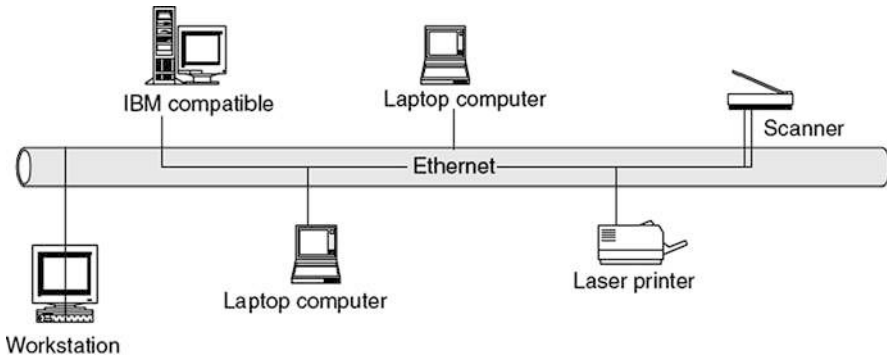 IBM compatible
Laptop computer
Scanner
Ethernet
Laptop computer
Laser printer
Workstation